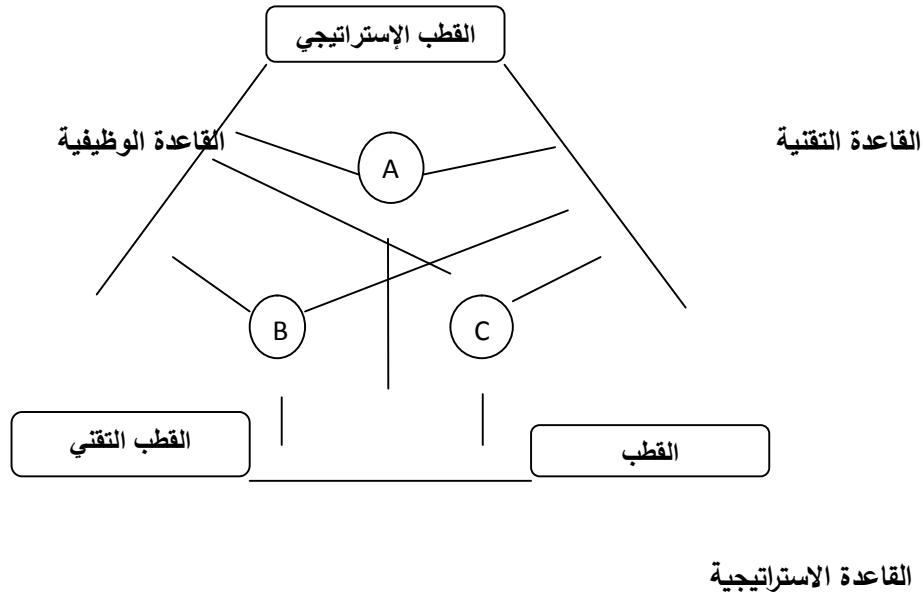 القطب الإستراتيجي
القاعدة التقنية
القاعدة الوظيفية
A
B
C
القطب التقني
القطب
القاعدة الاستراتيجية